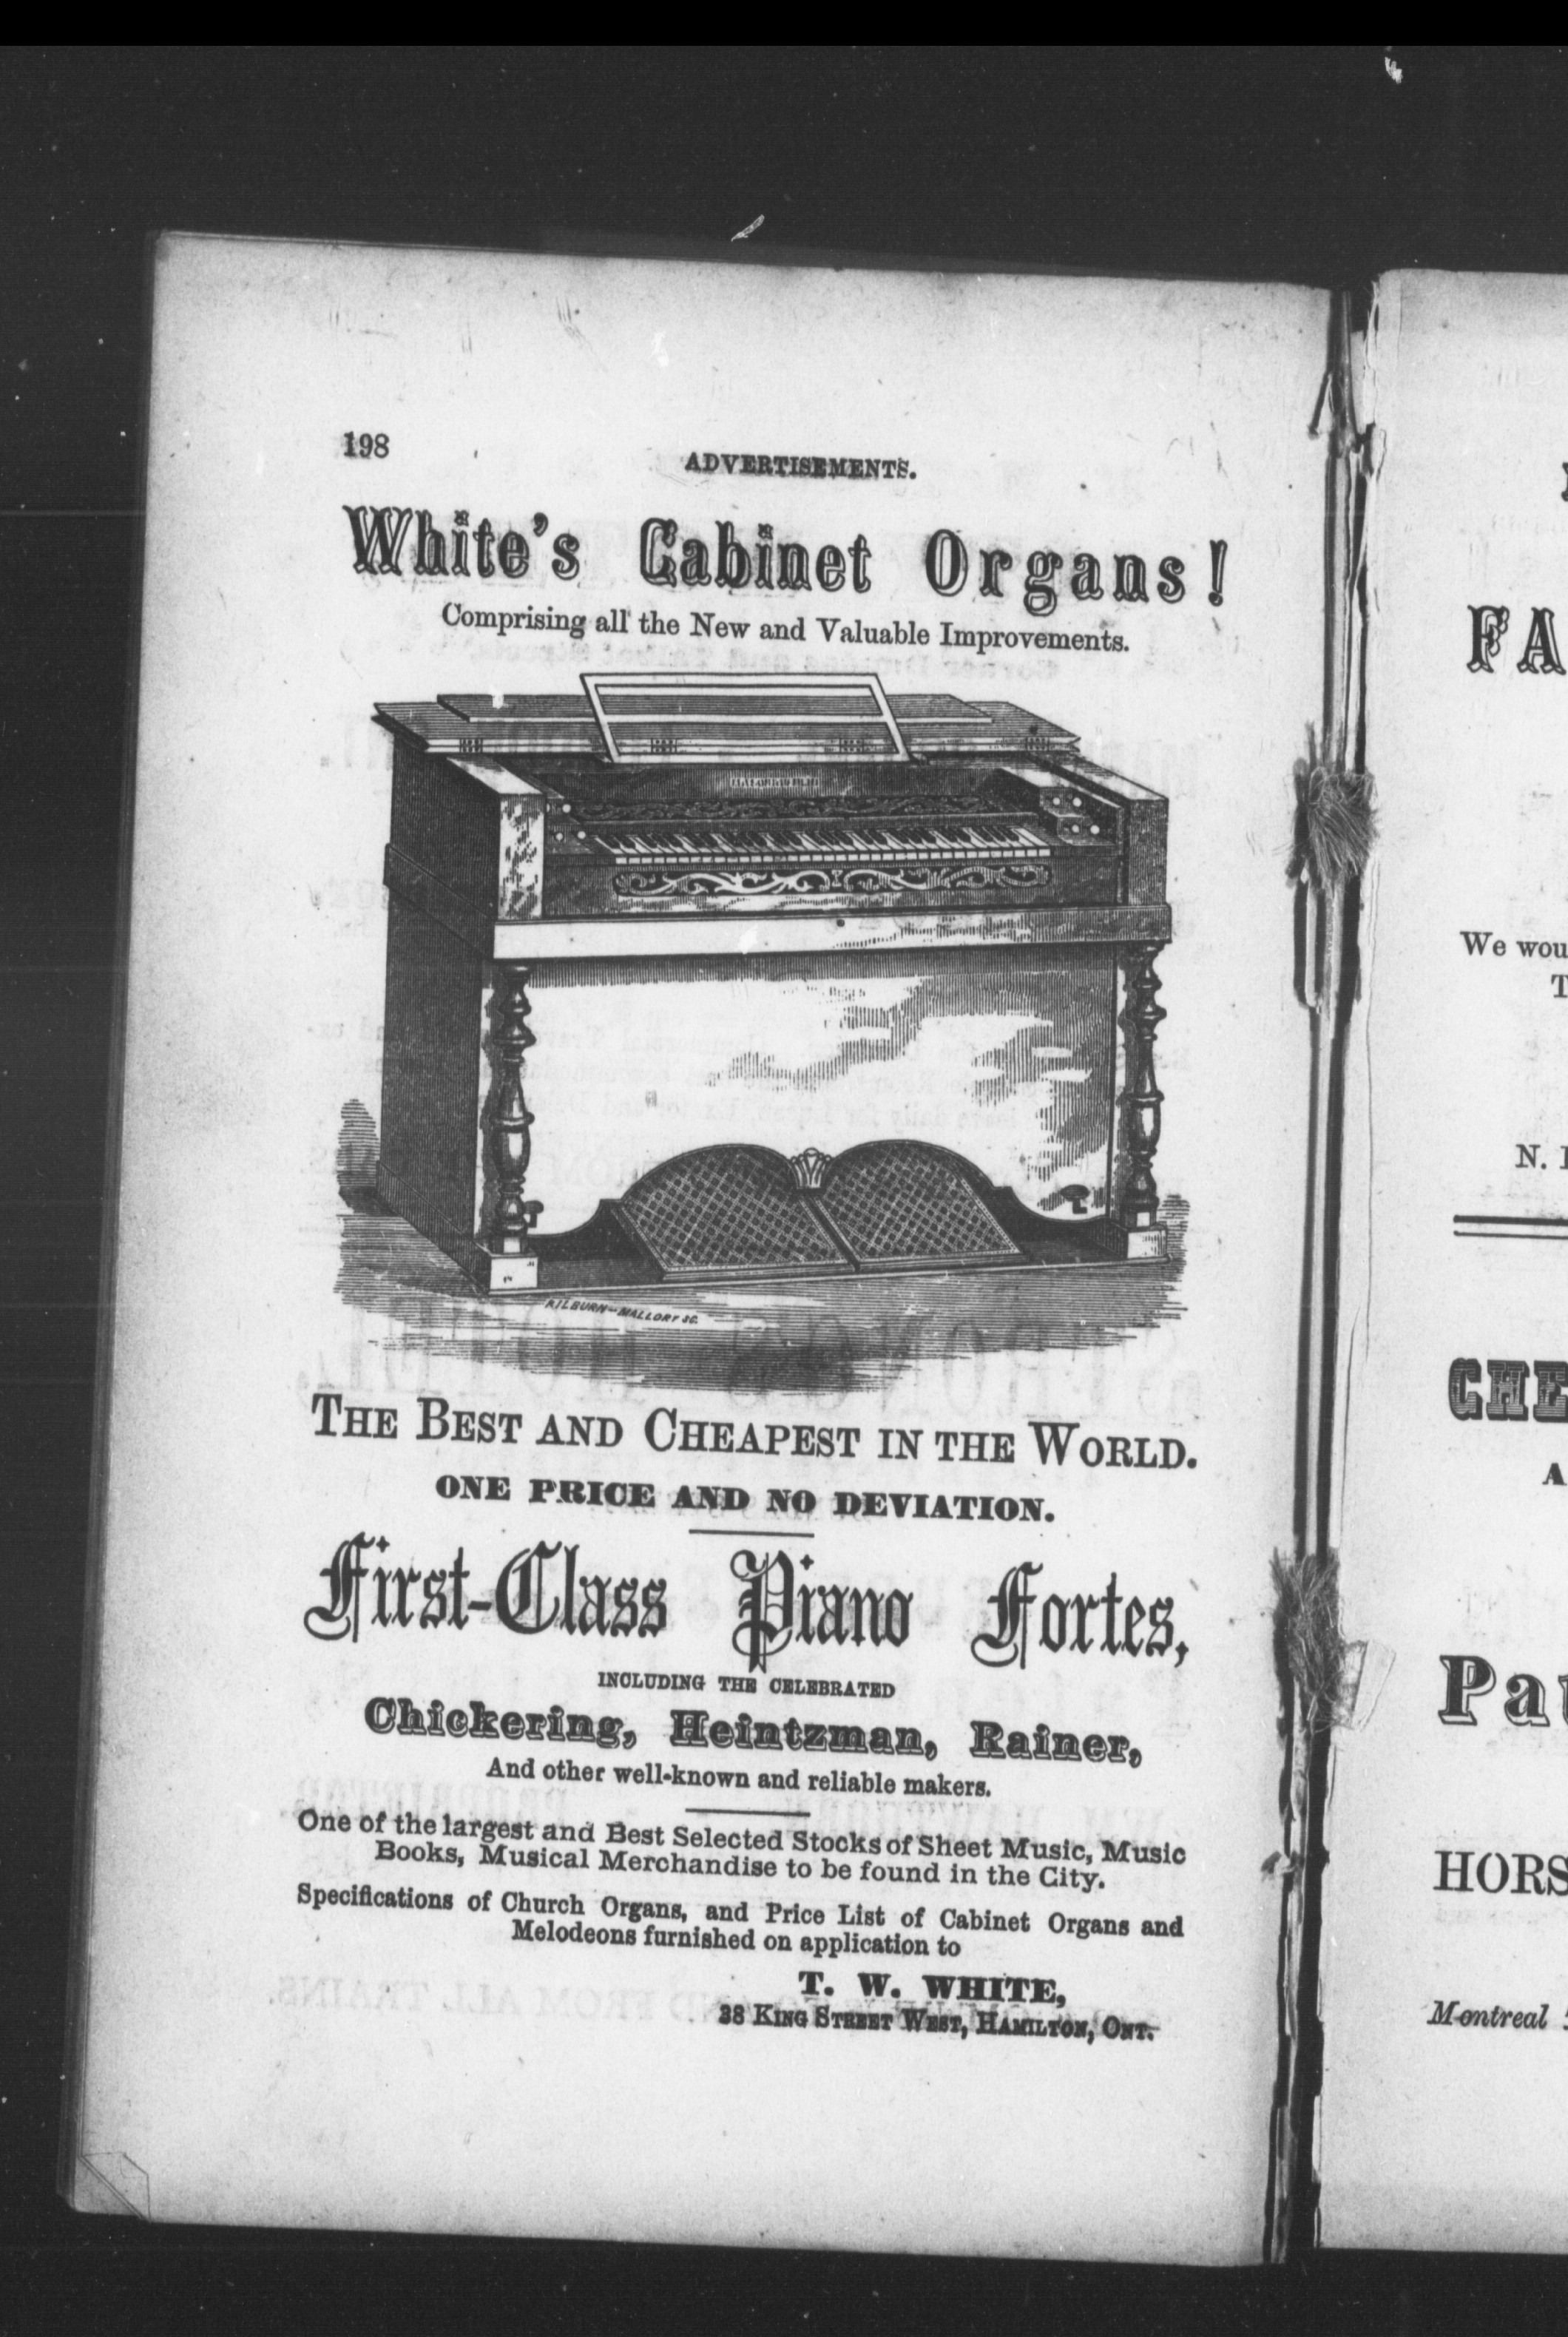 198
ADVERTISEMENTS.
White's Cabinet Organs!
Comprising all the New and Valuable Improvements.
KILBURN-MALLORY SC.
THE BEST AND CHEAPEST IN THE WORLD.
ONE PRICE AND NO DEVIATION.
First-Class Piano Fortes,
INCLUDING THE CELEBRATED
Chickering, Heintzman, Rainer,
And other well-known and reliable makers.
One of the largest and Best Selected Stocks of Sheet Music, Music
Books, Musical Merchandise to be found in the City.
Specifications of Church Organs, and Price List of Cabinet Organs and
Melodeons furnished on application to
T. W. WHITE,
38 KING STREET WEST, HAMILTON, ONT.
FA
We wou
T
N.
CHE
A
Pa
HORS
Montreal